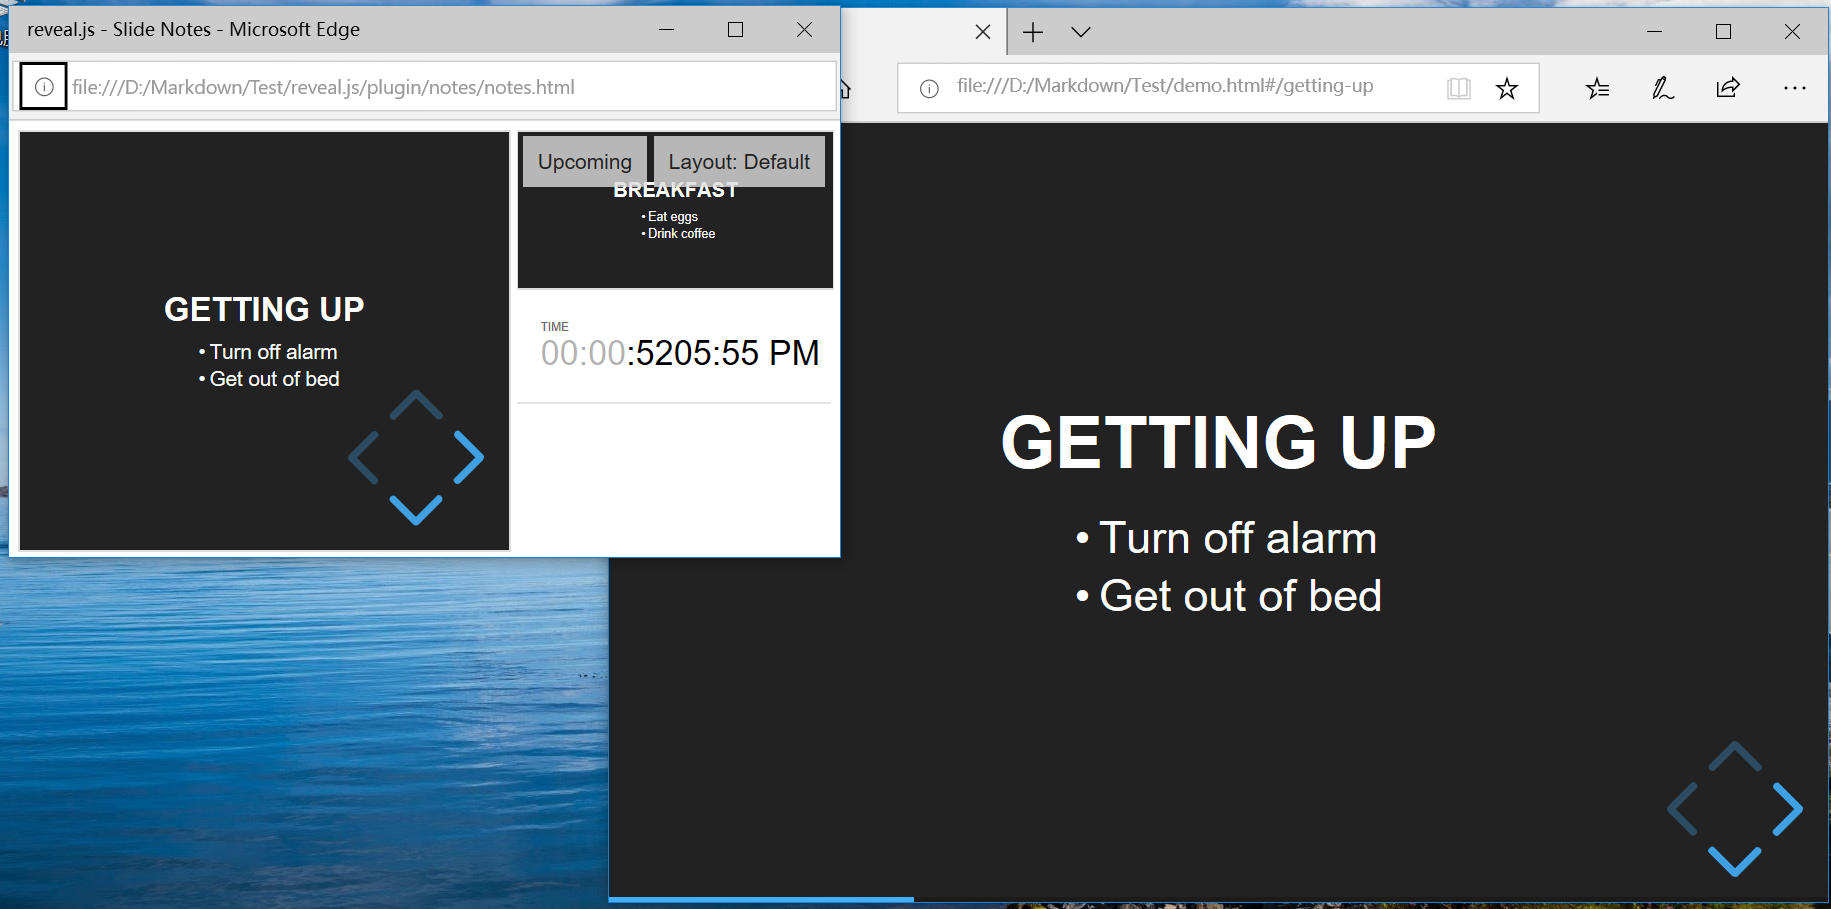 reveal.js - Slide Notes - Microsoft Edge
file:///D:/Markdown/Test/reveal.js/plugin/notes/notes.html
GETTING UP
• Turn off alarm
• Get out of bed
Upcoming
Layout: Default
BREAKFAST
• Eat eggs
• Drink coffee
TIME
00:00:5205:55 PM
file:///D:/Markdown/Test/demo.html#/getting-up
GETTING UP
• Turn off alarm
• Get out of bed